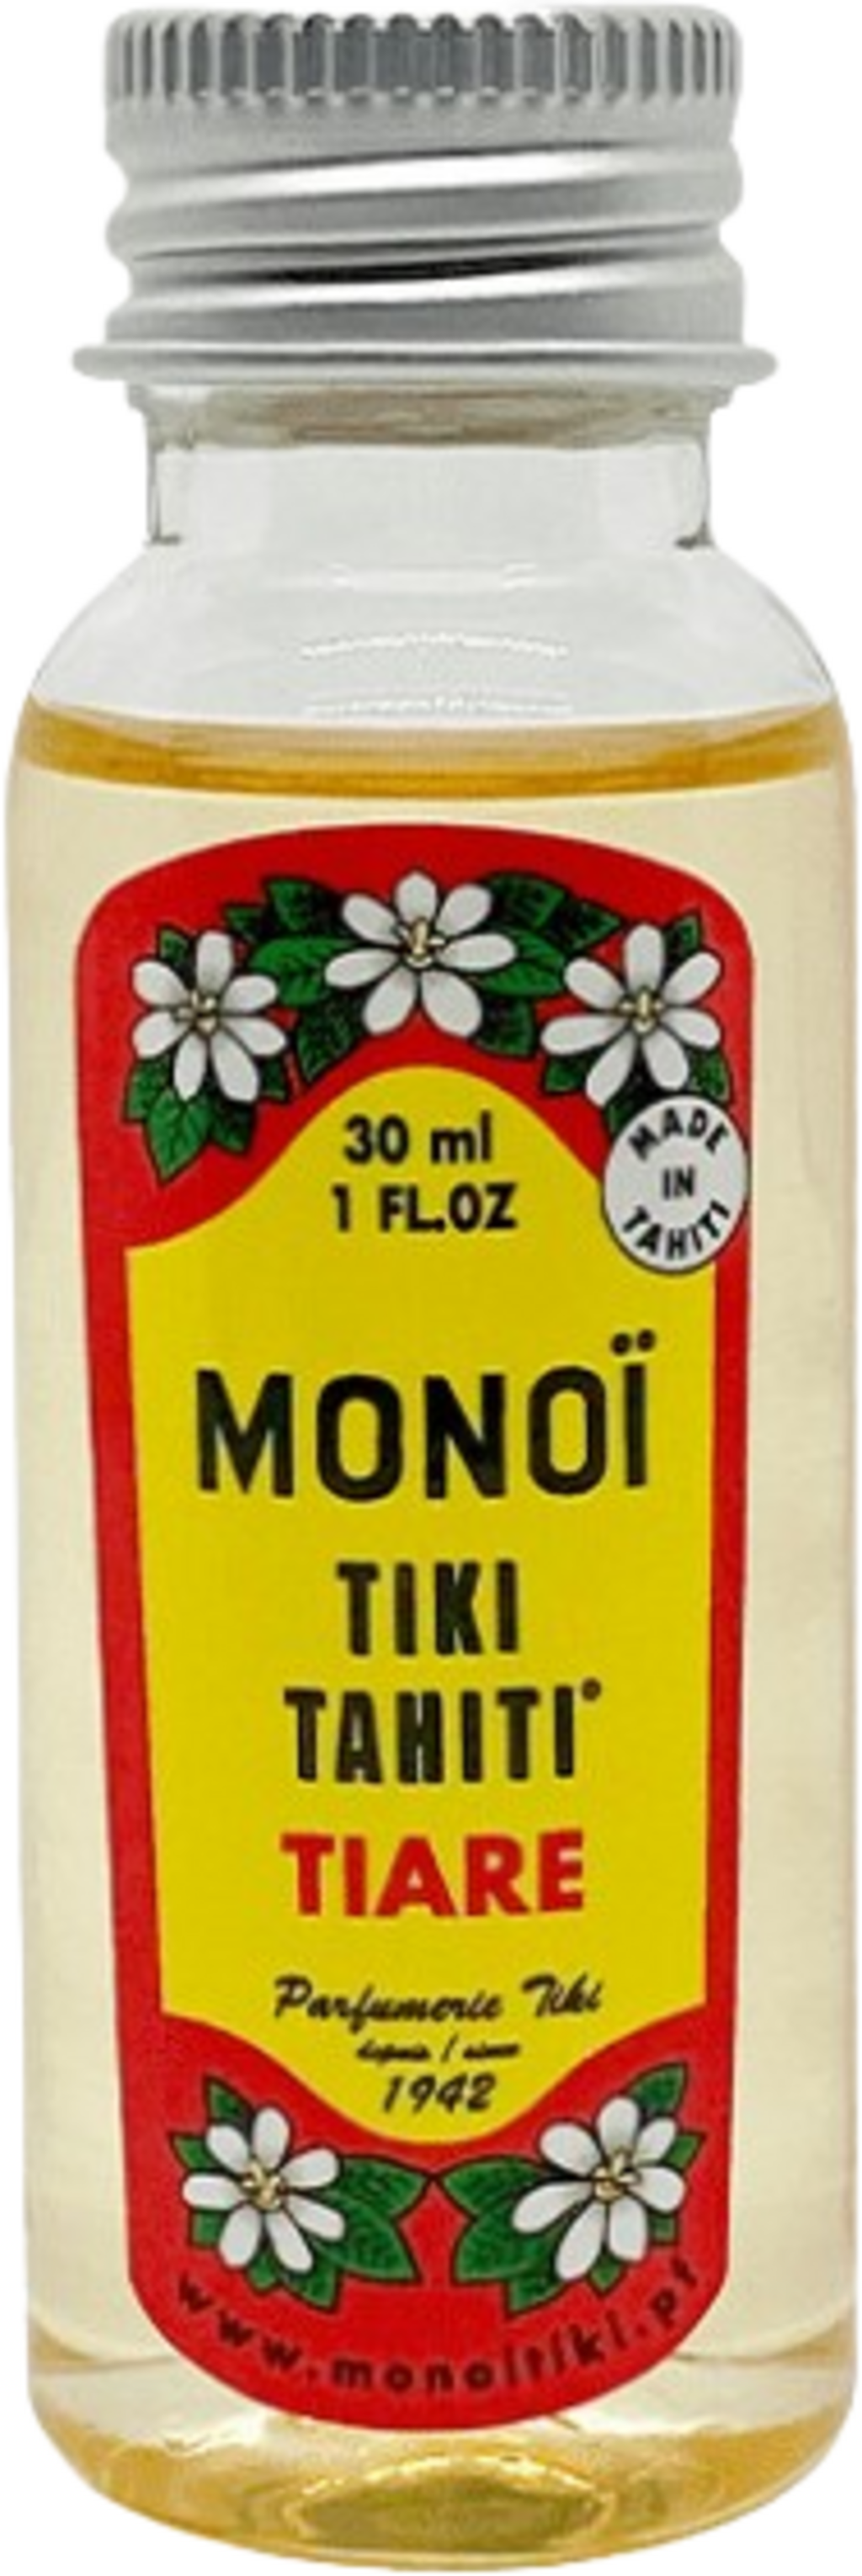 30 ml
1 FL.OZ
MADE
IN
TAHITI
MONOÏ
TIKI
TAHITI®
TIARE
Parfumerie Tiki
depuis / since
1942
www.monoitiki.pf